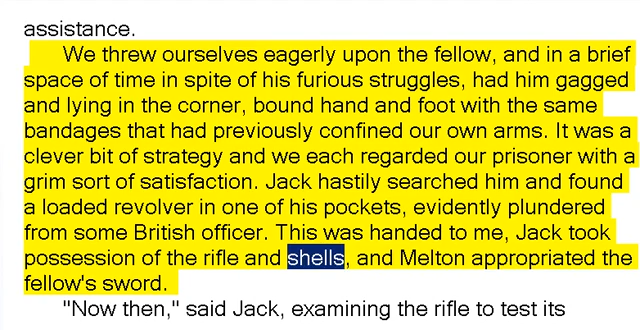 assistance.
We threw ourselves eagerly upon the fellow, and in a brief
space of time in spite of his furious struggles, had him gagged
and lying in the corner, bound hand and foot with the same
bandages that had previously confined our own arms. It was a
clever bit of strategy and we each regarded our prisoner with a
grim sort of satisfaction. Jack hastily searched him and found
a loaded revolver in one of his pockets, evidently plundered
from some British officer. This was handed to me, Jack took
possession of the rifle and shells, and Melton appropriated the
fellow's sword.
"Now then," said Jack, examining the rifle to test its